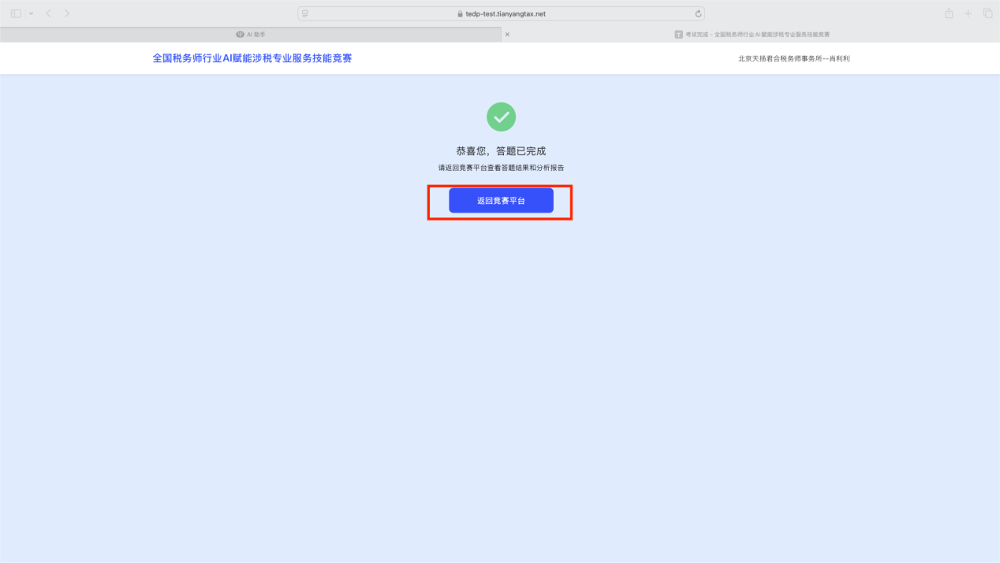 tedp-test.tianyangtax.net
AI 助手
考试完成 - 全国税务师行业AI赋能涉税专业服务技能竞赛
全国税务师行业AI赋能涉税专业服务技能竞赛
北京天扬君合税务师事务所--肖利利
恭喜您，答题已完成
请返回竞赛平台查看答题结果和分析报告
返回竞赛平台